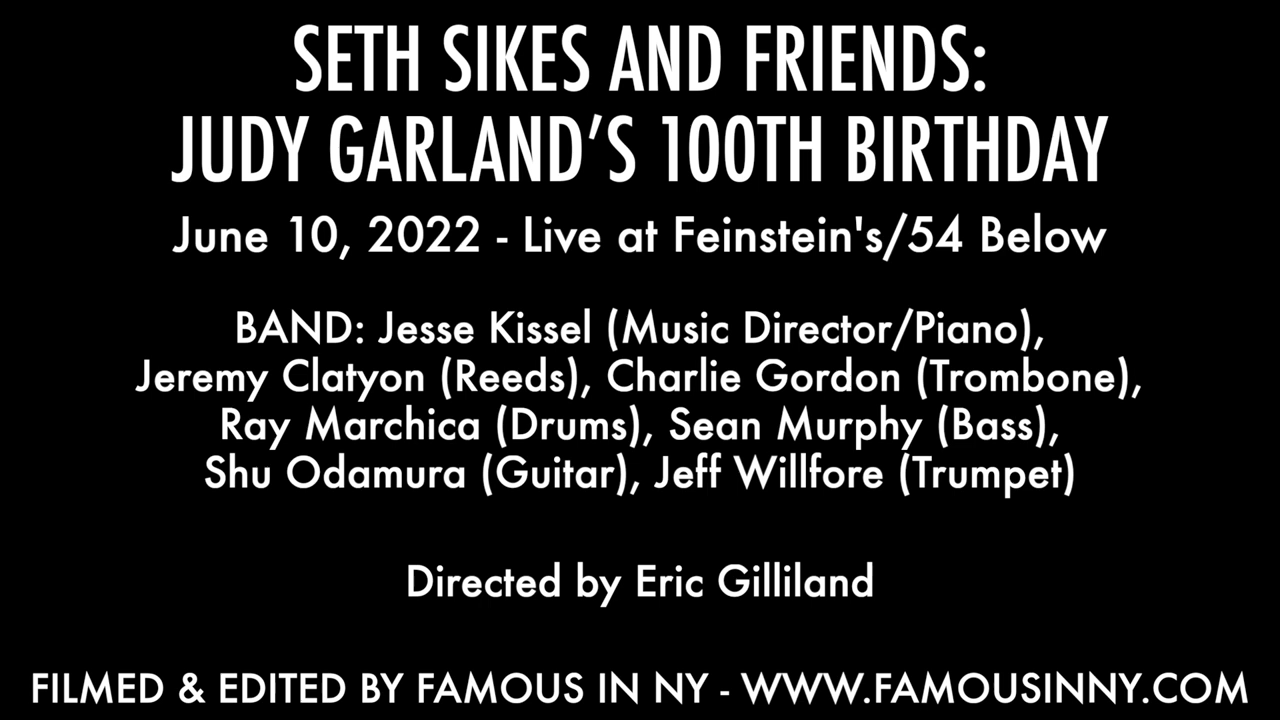 SETH SIKES AND FRIENDS:
JUDY GARLAND’S 100TH BIRTHDAY
June 10, 2022 - Live at Feinstein's/54 Below
BAND: Jesse Kissel (Music Director/Piano),
Jeremy Clatyon (Reeds), Charlie Gordon (Trombone),
Ray Marchica (Drums), Sean Murphy (Bass),
Shu Odamura (Guitar), Jeff Willfore (Trumpet)
Directed by Eric Gilliland
FILMED & EDITED BY FAMOUS IN NY - WWW.FAMOUSINNY.COM